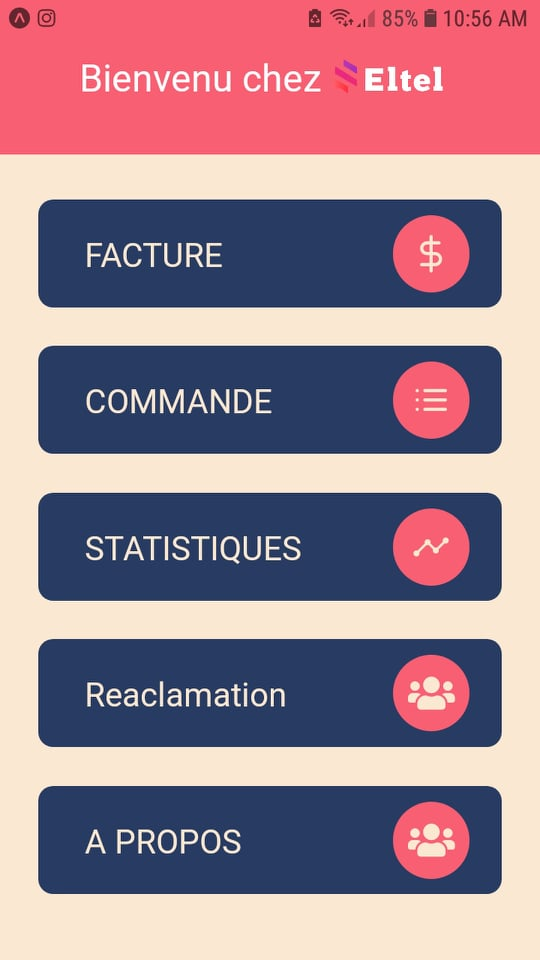 85% 10:56 AM
Bienvenu chez Eltel
FACTURE
$
COMMANDE
STATISTIQUES
Reaclamation
A PROPOS